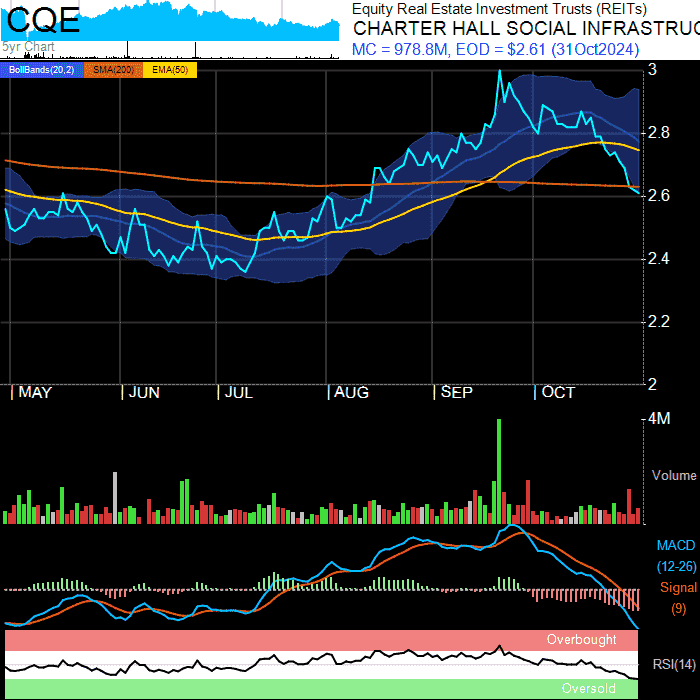 CQE
5yr Chart
Equity Real Estate Investment Trusts (REITs)
CHARTER HALL SOCIAL INFRASTRUC
MC = 978.8M, EOD = $2.61 (31Oct2024)
BollBands(20,2) SMA(200) EMA(50)
3
2.8
2.6
2.4
2.2
2
MAY JUN JUL AUG SEP OCT
4M
Volume
MACD
(12-26)
Signal
(9)
Overbought
RSI(14)
Oversold